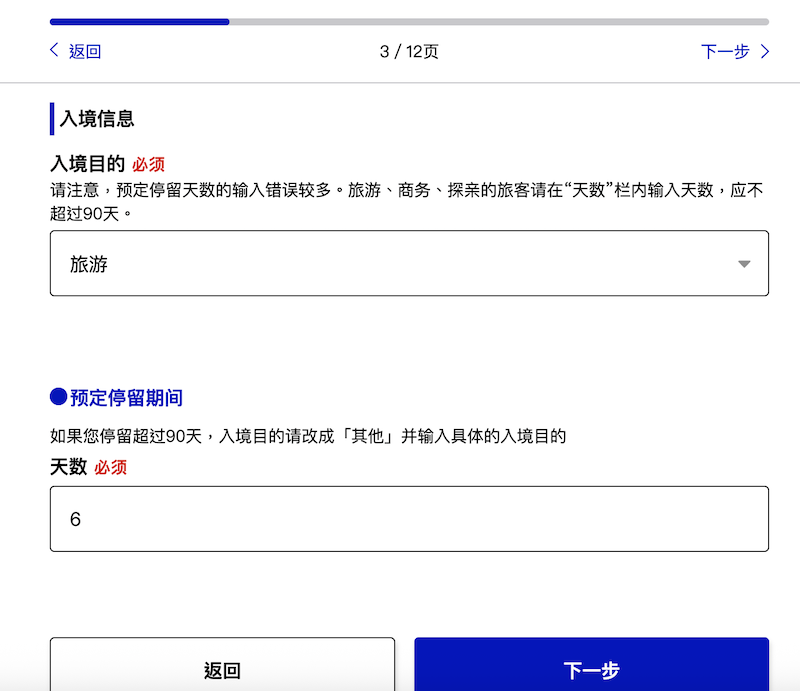 返回
3 / 12页
下一步
入境信息
入境目的 必须
请注意，预定停留天数的输入错误较多。旅游、商务、探亲的旅客请在“天数”栏内输入天数，应不
超过90天。
旅游
预定停留期间
如果您停留超过90天，入境目的请改成「其他」并输入具体的入境目的
天数 必须
6
返回
下一步